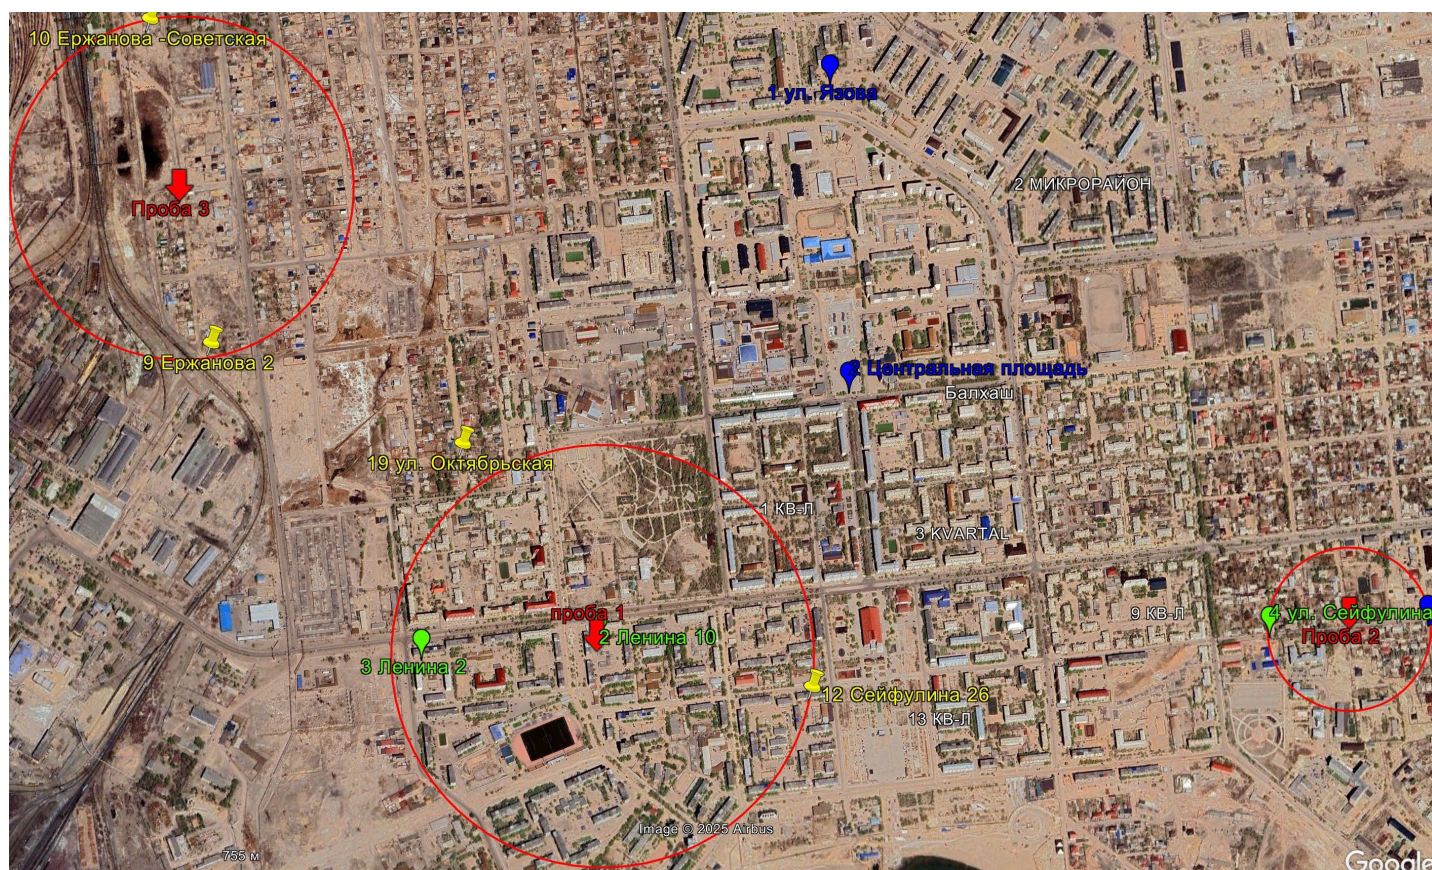 10 Ержанова -Советская
1 ул. Язова
2 МИКРОРАЙОН
Проба 3
9 Ержанова 2
2 Центральная площадь
Балхаш
19 ул. Октябрьская
1 КВ-Л
3 KVARTAL
проба 1
2 Ленина 10
9 КВ-Л
4 ул. Сейфулина
Проба 2
3 Ленина 2
12 Сейфулина 26
13 КВ-Л
Image © 2025 Airbus
755 м
Google